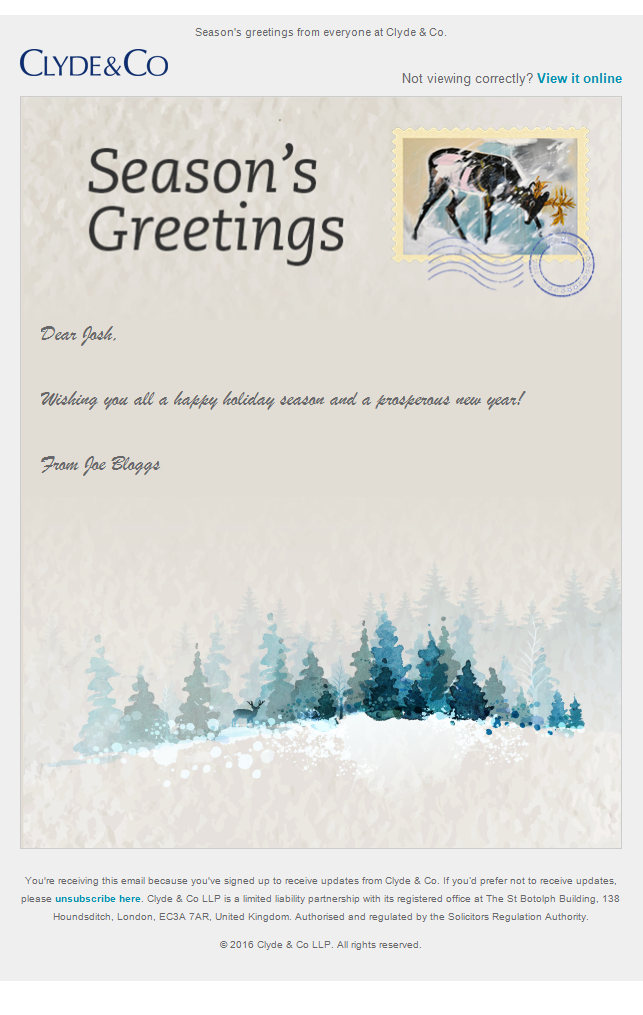 Season's greetings from everyone at Clyde & Co.
CLYDE&CO
Not viewing correctly? View it online
Season's
Greetings
Dear Josh,
Wishing you all a happy holiday season and a prosperous new year!
From Joe Bloggs
You're receiving this email because you've signed up to receive updates from Clyde & Co. If you'd prefer not to receive updates,
please unsubscribe here. Clyde & Co LLP is a limited liability partnership with its registered office at The St Botolph Building, 138
Houndsditch, London, EC3A 7AR, United Kingdom. Authorised and regulated by the Solicitors Regulation Authority.
© 2016 Clyde & Co LLP. All rights reserved.